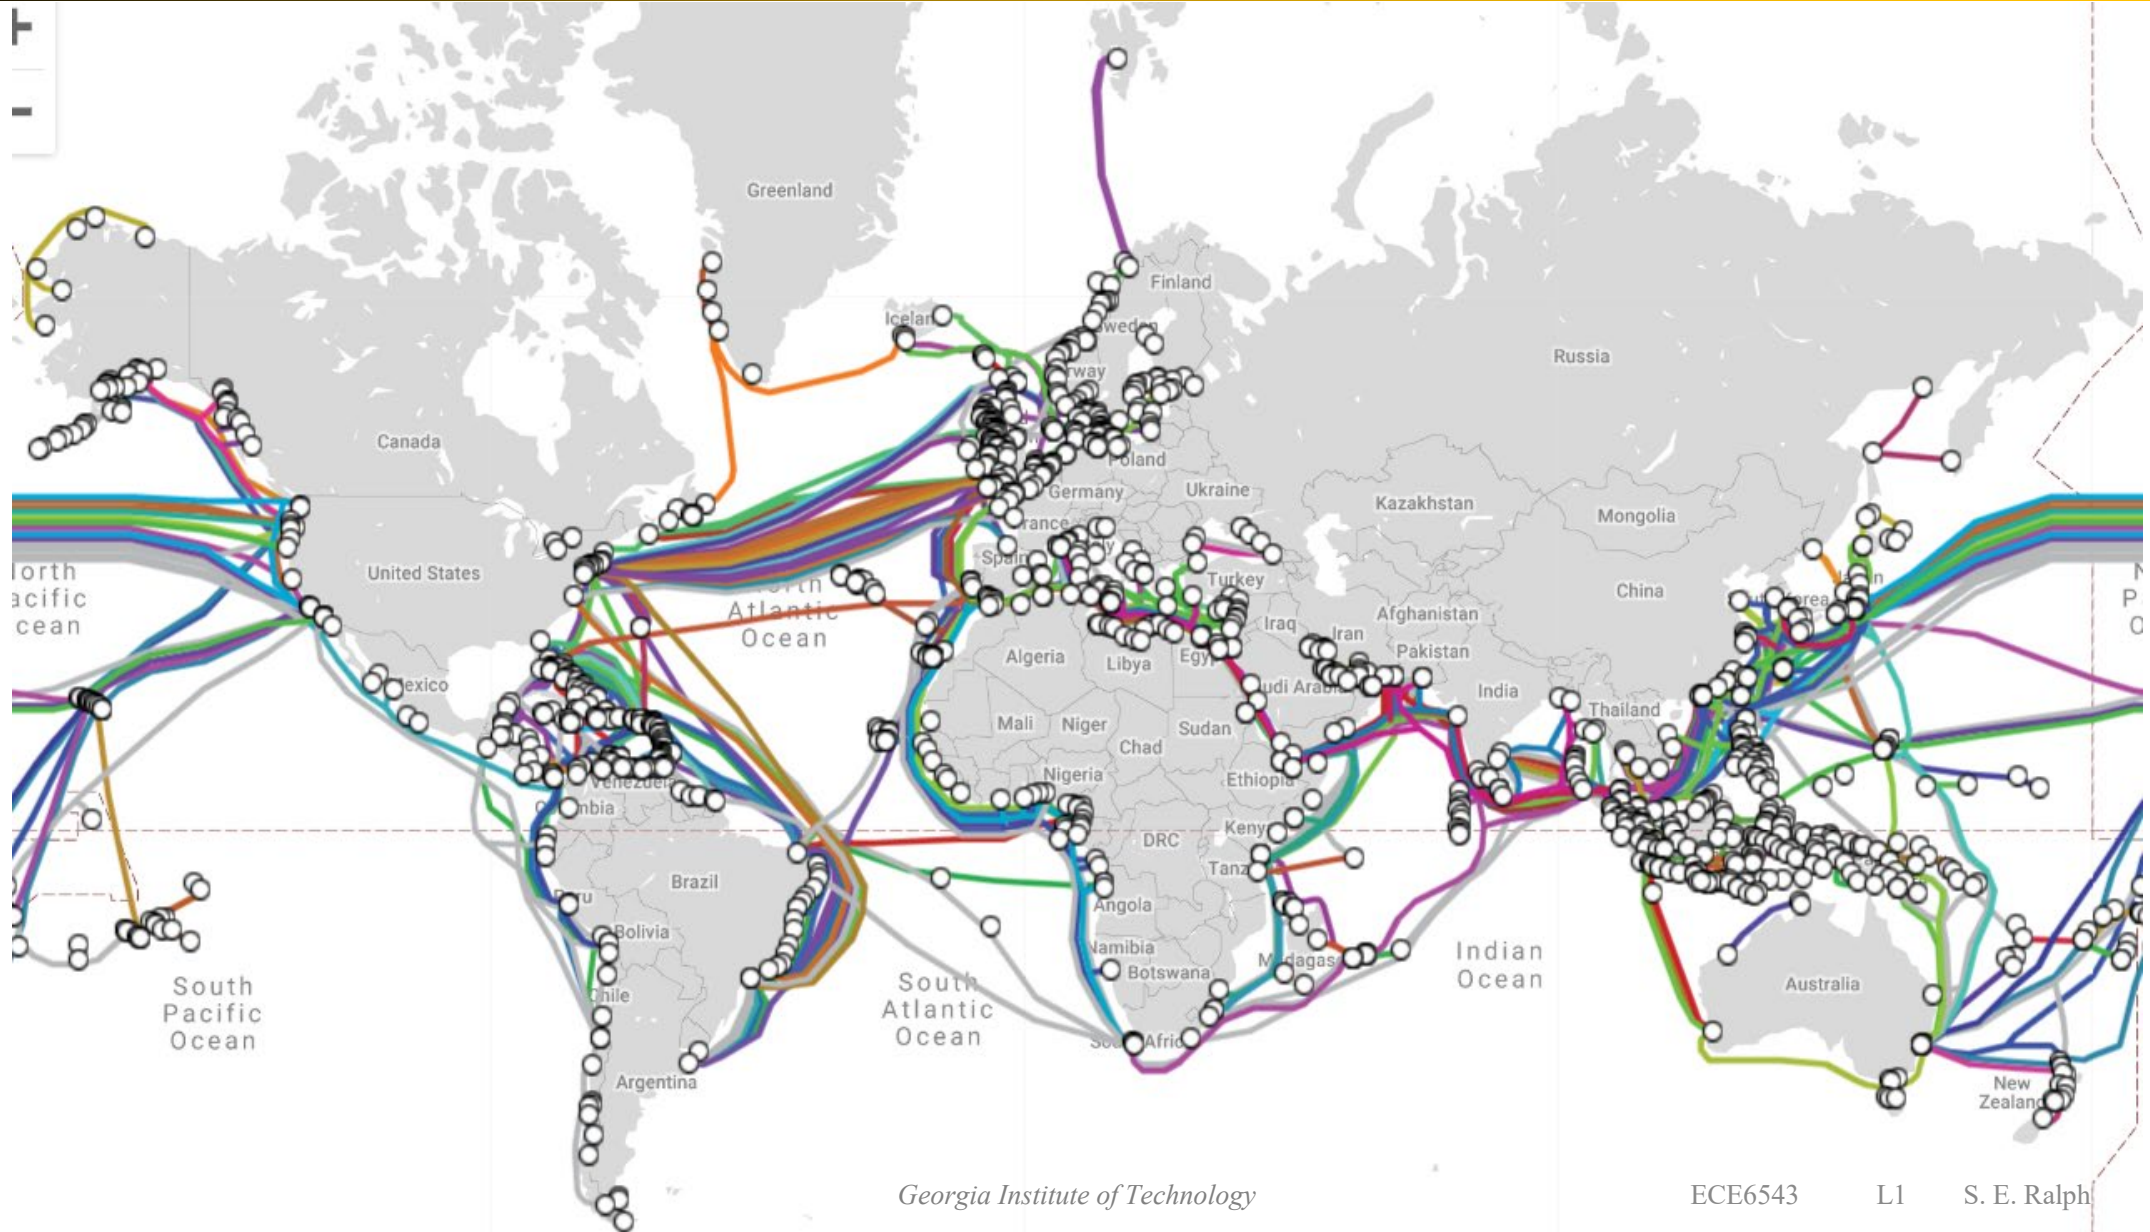 +
-
Greenland
Finland
Russia
Canada
Poland
Germany
Ukraine
Kazakhstan
Mongolia
United States
Turkey
China
Afghanistan
Iraq
Iran
Pakistan
Algeria
Libya
India
Thailand
Atlantic
Ocean
Mali
Niger
Chad
Sudan
Nigeria
Ethiopia
DRC
Brazil
Angola
Bolivia
Namibia
Botswana
South
Pacific
Ocean
South
Atlantic
Ocean
Indian
Ocean
Australia
Argentina
New
Georgia Institute of Technology
ECE6543 L1 S. E. Ralph